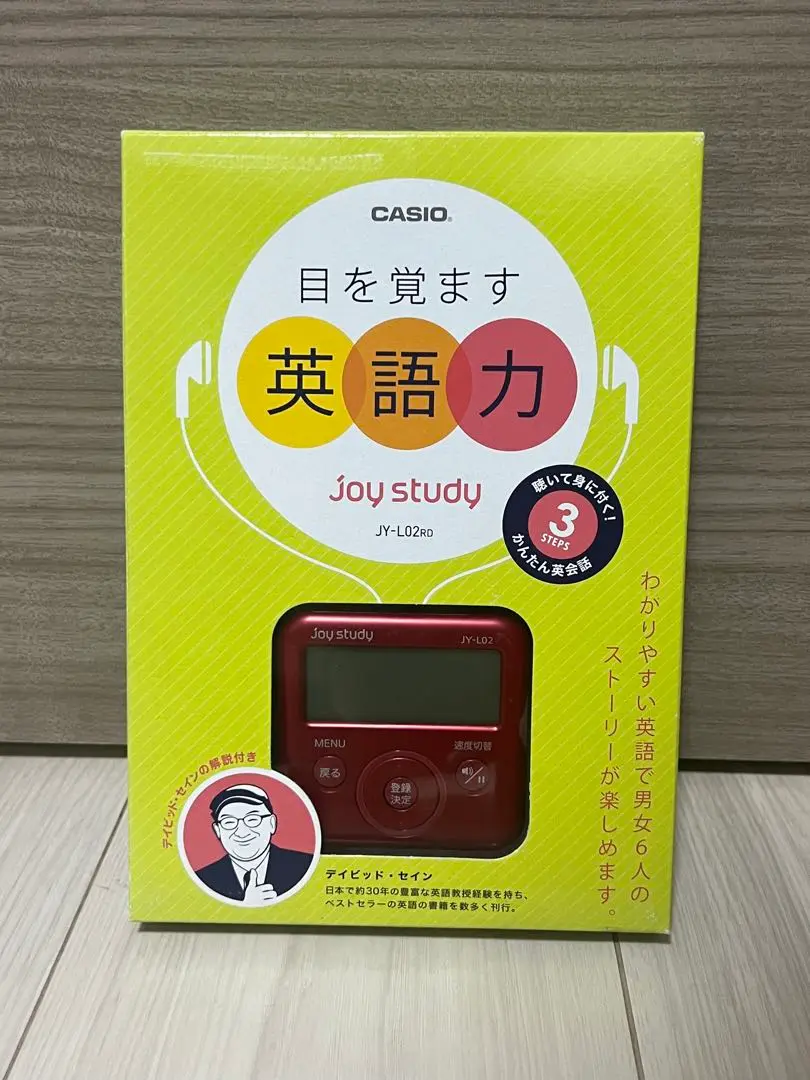 CASIO®
目を覚ます
英語力
joy study
JY-L02RD
聴いて身に付く!
3
STEPS
かんたん英会話
わかりやすい英語で男女6人の
ストーリーが楽しめます。
joy study
JY-L02
MENU
速度切替
戻る
登録
決定
デイビッド・セインの解説付き
デイビッド・セイン
日本で約30年の豊富な英語教授経験を持ち、
ベストセラーの英語の書籍を数多く刊行。